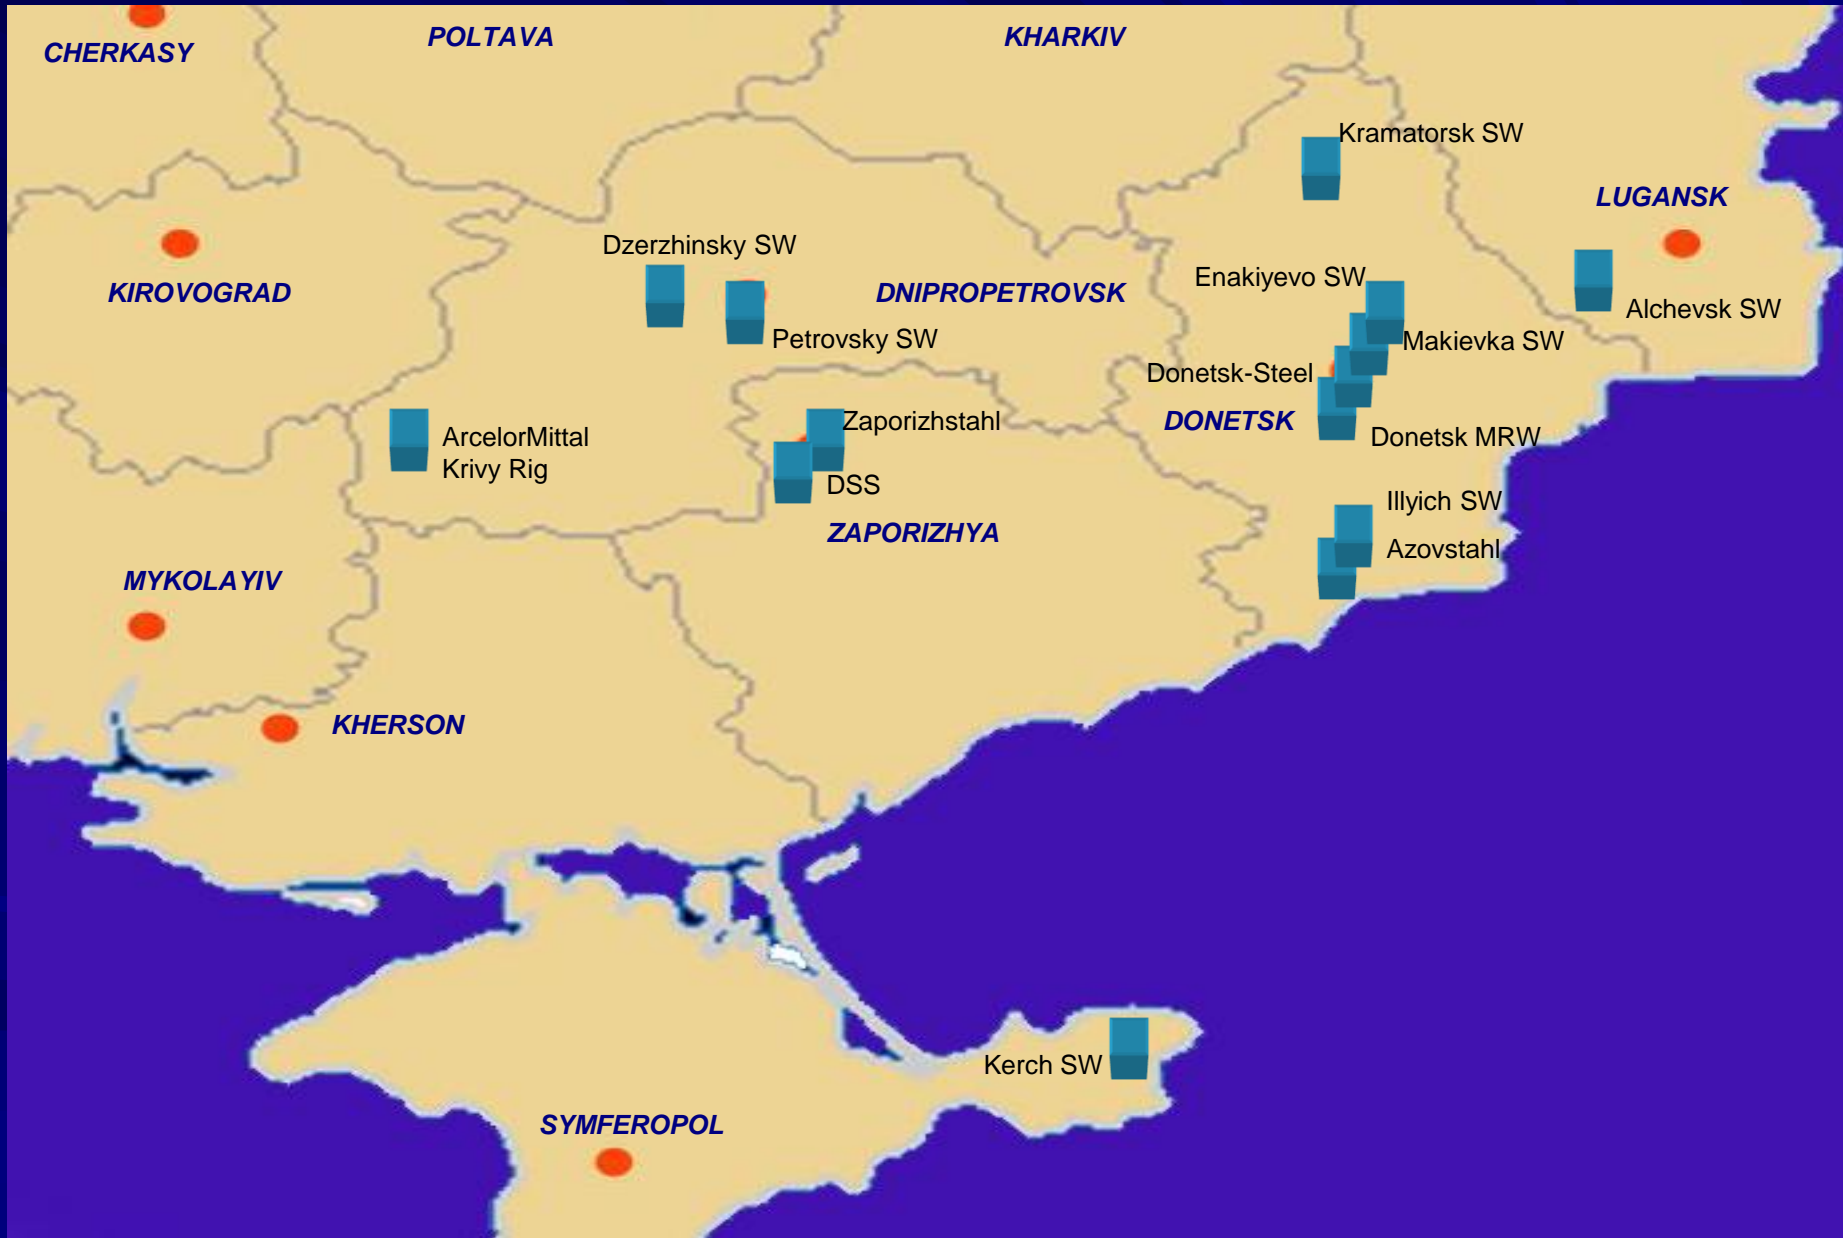 POLTAVA
KHARKIV
CHERKASY
Kramatorsk SW
LUGANSK
Dzerzhinsky SW
Enakiyevo SW
KIROVOGRAD
DNIPROPETROVSK
Alchevsk SW
Petrovsky SW
Makievka SW
Donetsk-Steel
Zaporizhstahl
DONETSK
ArcelorMittal
Krivy Rig
Donetsk MRW
DSS
Illyich SW
ZAPORIZHYA
Azovstahl
MYKOLAYIV
KHERSON
Kerch SW
SYMFEROPOL